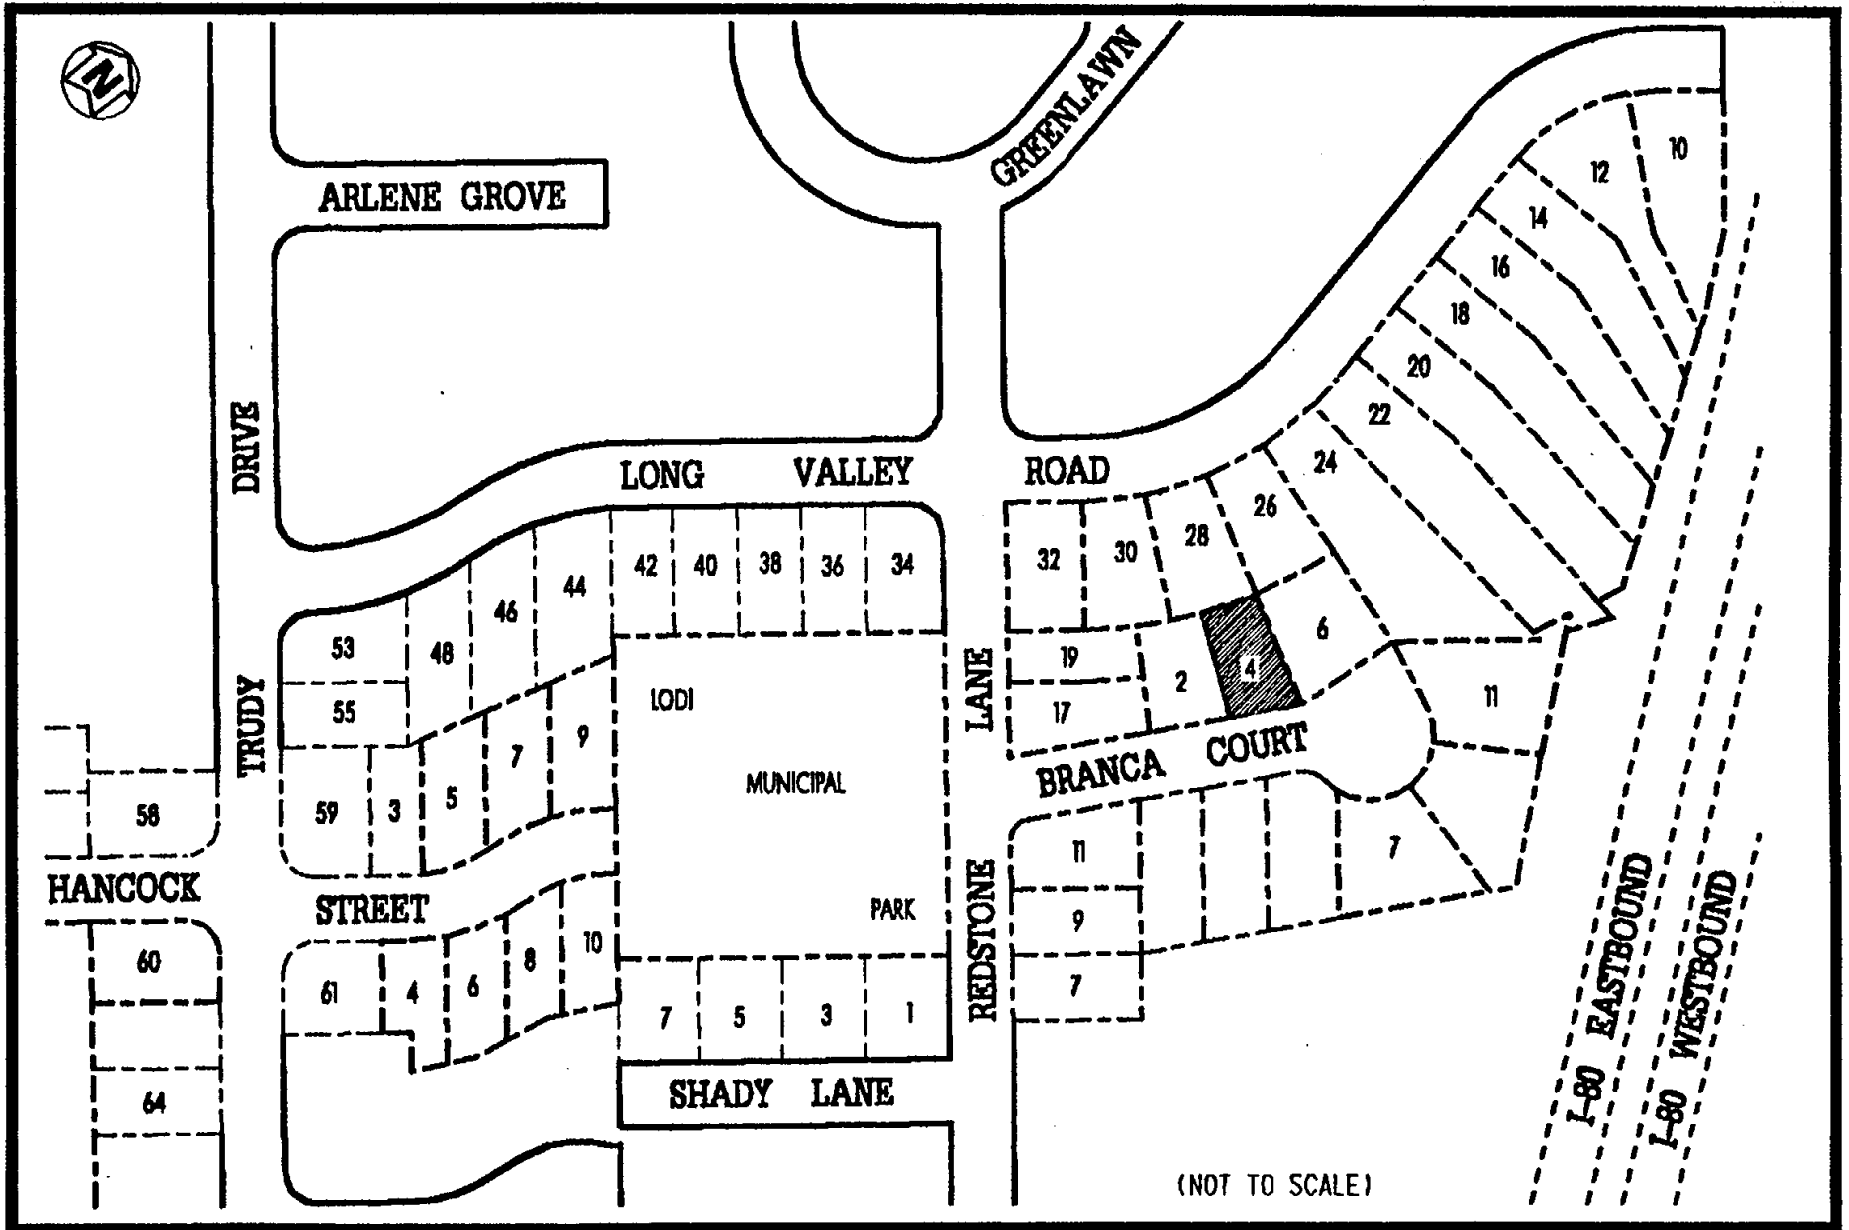 N
GREENLAWN
ARLENE GROVE
10
12
14
16
18
20
22
24
26
28
30
32
DRIVE
LONG VALLEY ROAD
42 40 38 36 34
44
46
48
53
55
TRUDY
LODI
MUNICIPAL
PARK
LANE
19
17
2
4
6
11
BRANCA COURT
59 3 5 7 9
58
HANCOCK STREET
60
64
61 4 6 8 10
7 5 3 1
SHADY LANE
REDSTONE
11
9
7
7
I-80 EASTBOUND
I-80 WESTBOUND
(NOT TO SCALE)